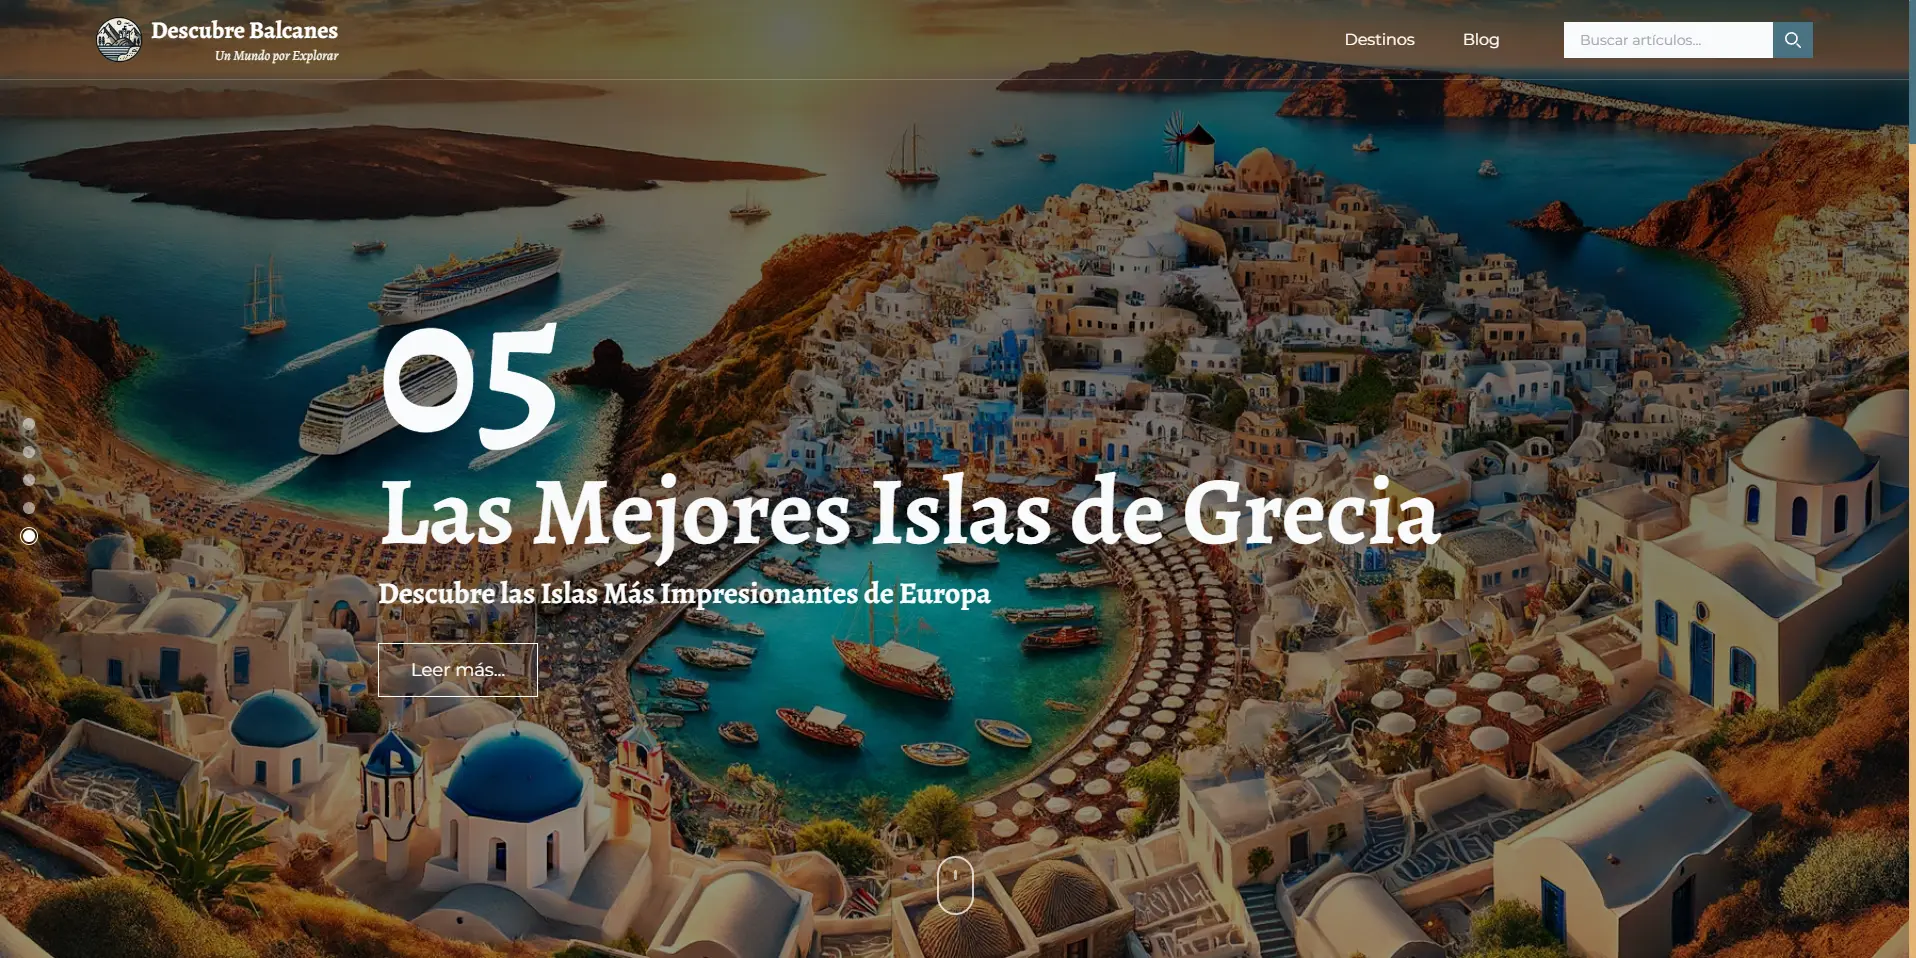 Descubre Balcanes
Un Mundo por Explorar
Destinos
Blog
Buscar artículos...
05
Las Mejores Islas de Grecia
Descubre las Islas Más Impresionantes de Europa
Leer más...